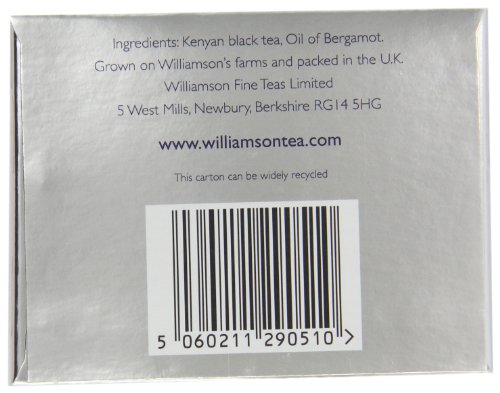 Ingredients: Kenyan black tea, Oil of Bergamot.
Grown on Williamson's farms and packed in the U.K.
Williamson Fine Teas Limited
5 West Mills, Newbury, Berkshire RG14 5HG
www.williamsontea.com
This carton can be widely recycled
5 060211 290510 >